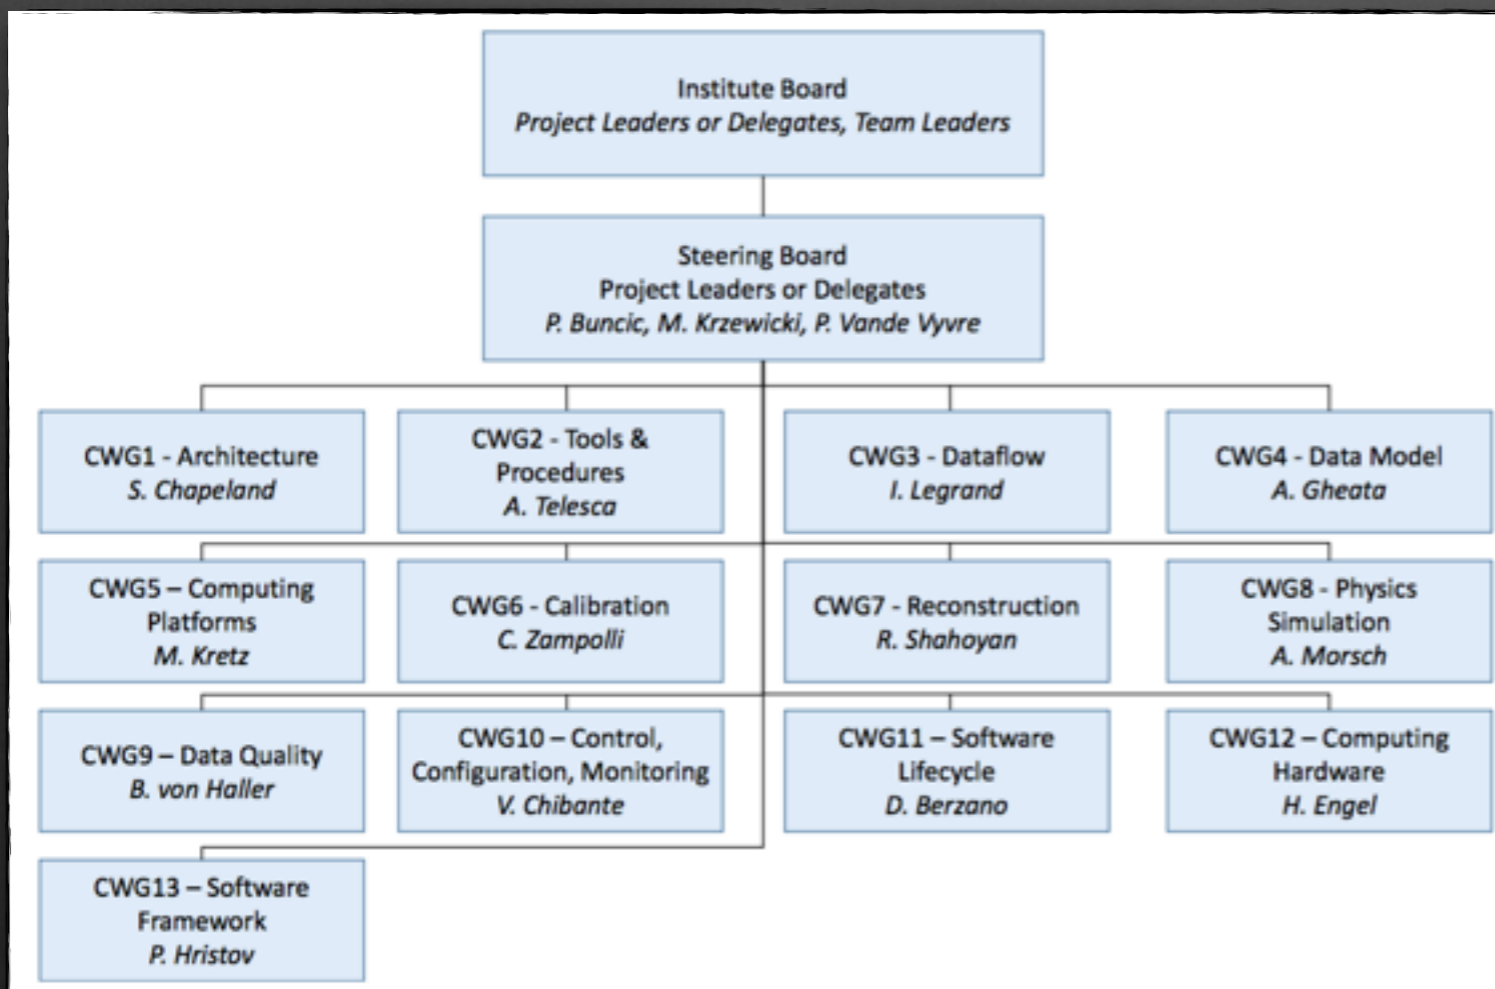 Institute Board
Project Leaders or Delegates, Team Leaders
Steering Board
Project Leaders or Delegates
P. Buncic, M. Krzewicki, P. Vande Vyvre
CWG1 - Architecture
S. Chapeland
CWG2 - Tools &
Procedures
A. Telesca
CWG3 - Dataflow
I. Legrand
CWG4 - Data Model
A. Gheata
CWG5 – Computing
Platforms
M. Kretz
CWG6 - Calibration
C. Zampolli
CWG7 - Reconstruction
R. Shahoyan
CWG8 - Physics
Simulation
A. Morsch
CWG9 – Data Quality
B. von Haller
CWG10 – Control,
Configuration, Monitoring
V. Chibante
CWG11 – Software
Lifecycle
D. Berzano
CWG12 – Computing
Hardware
H. Engel
CWG13 – Software
Framework
P. Hristov